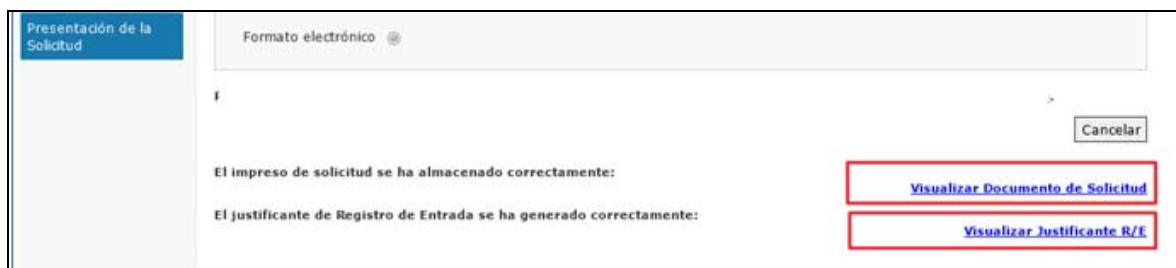 Presentación de la
Solicitud
Formato electrónico
Cancelar
El impreso de solicitud se ha almacenado correctamente:
Visualizar Documento de Solicitud
El justificante de Registro de Entrada se ha generado correctamente:
Visualizar Justificante R/E